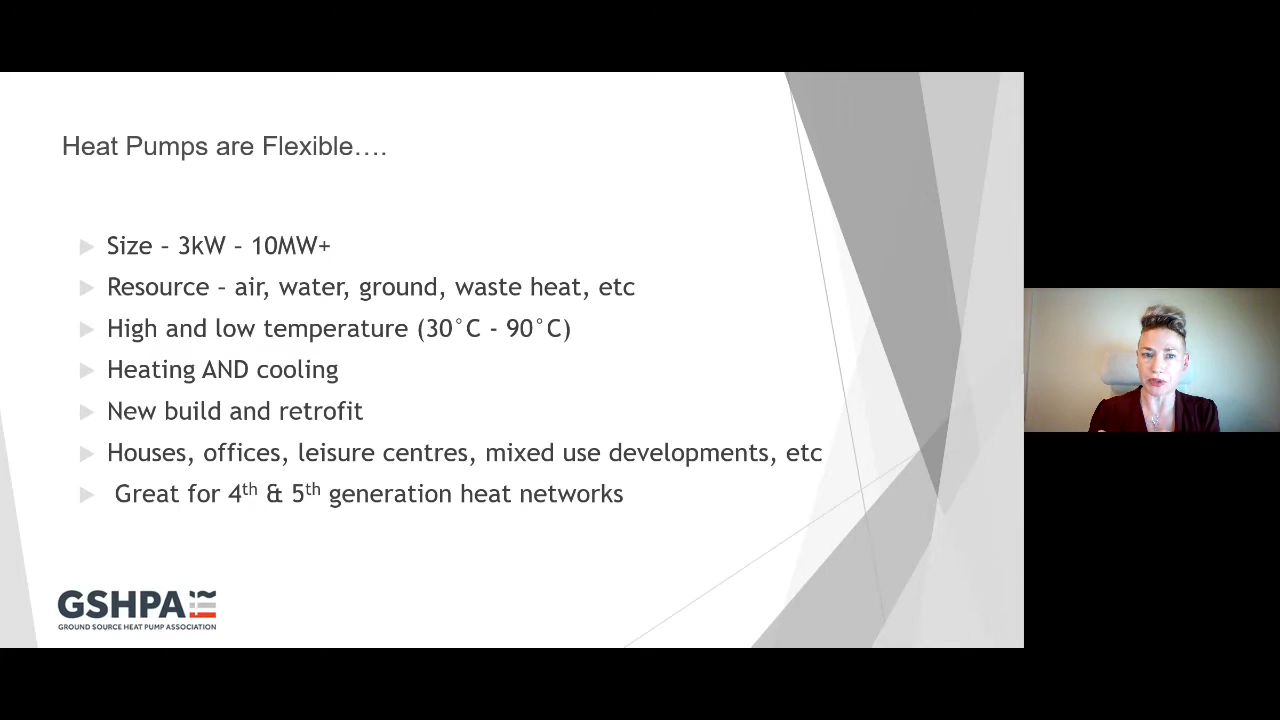 Heat Pumps are Flexible….
Size – 3kW – 10MW+
Resource – air, water, ground, waste heat, etc
High and low temperature (30°C - 90°C)
Heating AND cooling
New build and retrofit
Houses, offices, leisure centres, mixed use developments, etc
Great for 4th & 5th generation heat networks
GSHPA
GROUND SOURCE HEAT PUMP ASSOCIATION